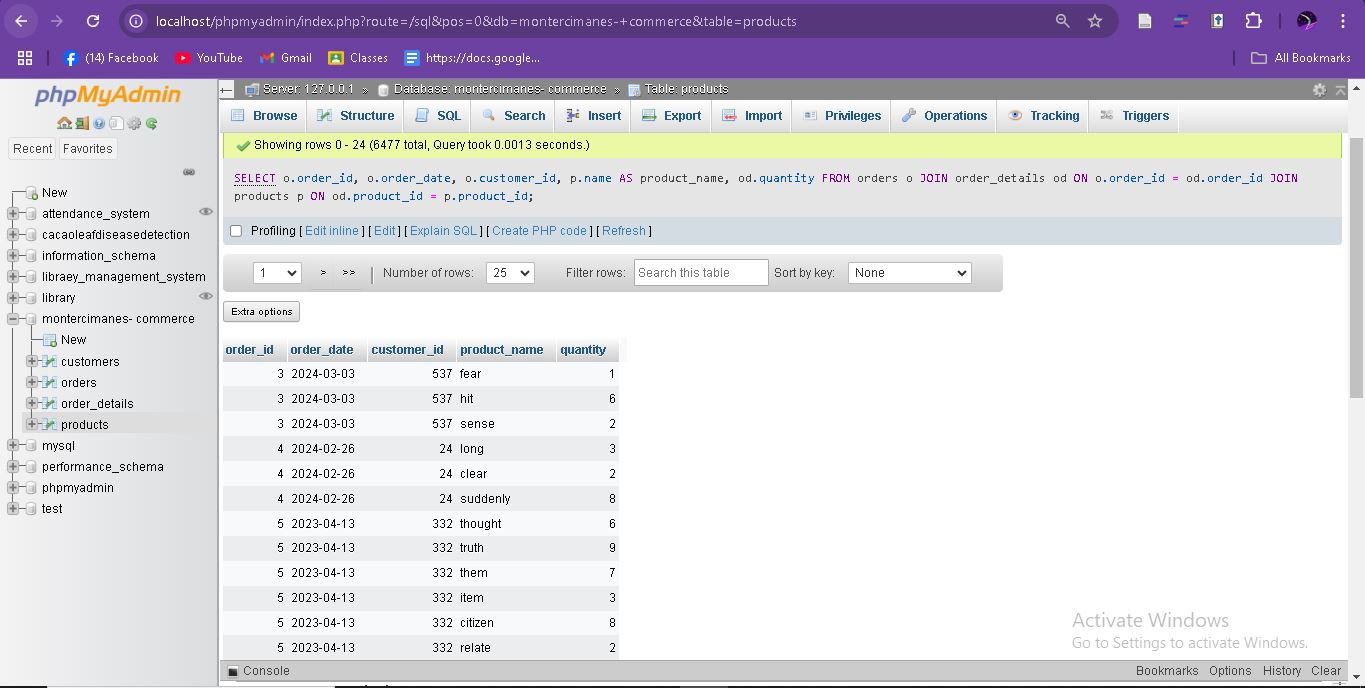 localhost/phpmyadmin/index.php?route=/sql&pos=0&db=montercimanes-+commerce&table=products
(14) Facebook YouTube Gmail Classes https://docs.google... All Bookmarks
phpMyAdmin
Recent Favorites
New
attendance_system
cacaoleafdiseasedetection
information_schema
libraey_management_system
library
montercimanes- commerce
New
customers
orders
order_details
products
mysql
performance_schema
phpmyadmin
test
Server: 127.0.0.1 » Database: montercimanes- commerce » Table: products
Browse Structure SQL Search Insert Export Import Privileges Operations Tracking Triggers
Showing rows 0 - 24 (6477 total, Query took 0.0013 seconds.)
SELECT o.order_id, o.order_date, o.customer_id, p.name AS product_name, od.quantity FROM orders o JOIN order_details od ON o.order_id = od.order_id JOIN
products p ON od.product_id = p.product_id;
Profiling [ Edit inline ] [ Edit ] [ Explain SQL ] [ Create PHP code ] [ Refresh ]
1 > >> | Number of rows: 25 Filter rows: Search this table Sort by key: None
Extra options
order_id order_date customer_id product_name quantity
3 2024-03-03 537 fear 1
3 2024-03-03 537 hit 6
3 2024-03-03 537 sense 2
4 2024-02-26 24 long 3
4 2024-02-26 24 clear 2
4 2024-02-26 24 suddenly 8
5 2023-04-13 332 thought 6
5 2023-04-13 332 truth 9
5 2023-04-13 332 them 7
5 2023-04-13 332 item 3
5 2023-04-13 332 citizen 8
5 2023-04-13 332 relate 2
Activate Windows
Go to Settings to activate Windows.
Console Bookmarks Options History Clear